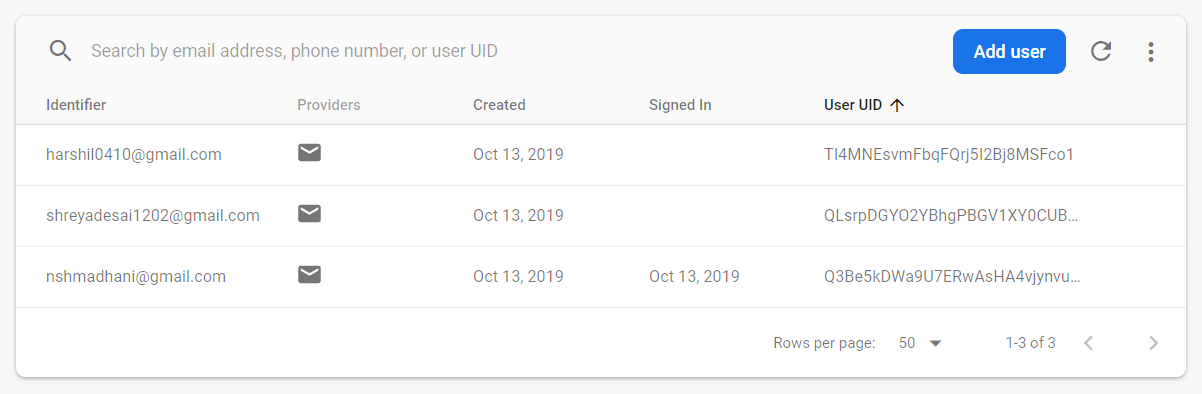 Search by email address, phone number, or user UID Add user
Identifier Providers Created Signed In User UID
harshil0410@gmail.com Oct 13, 2019 TI4MNEsvmFbqFQrj5I2Bj8MSFco1
shreyadesai1202@gmail.com Oct 13, 2019 QLsrpDGYO2YBhgPBGV1XY0CUB...
nshmadhani@gmail.com Oct 13, 2019 Oct 13, 2019 Q3Be5kDWa9U7ERwAsHA4vjynvu...
Rows per page: 50 1-3 of 3